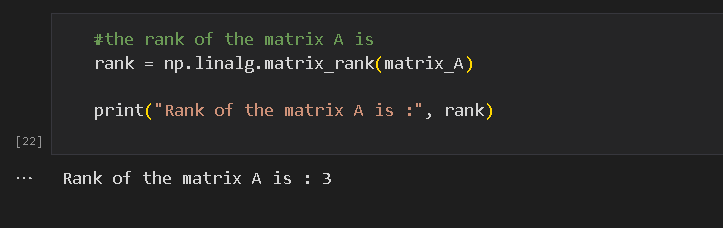 #the rank of the matrix A is
rank = np.linalg.matrix_rank(matrix_A)
print("Rank of the matrix A is :", rank)
[22]
... Rank of the matrix A is : 3